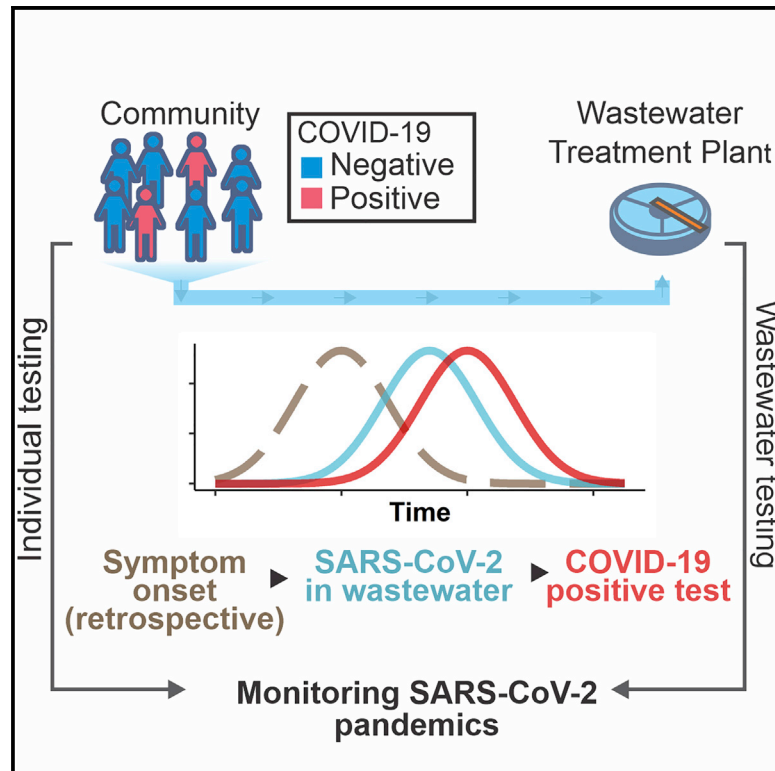 Community
COVID-19
Negative
Positive
Wastewater
Treatment Plant
Individual testing
Wastewater testing
Time
Symptom
onset
(retrospective)
SARS-CoV-2
in wastewater
COVID-19
positive test
Monitoring SARS-CoV-2
pandemics